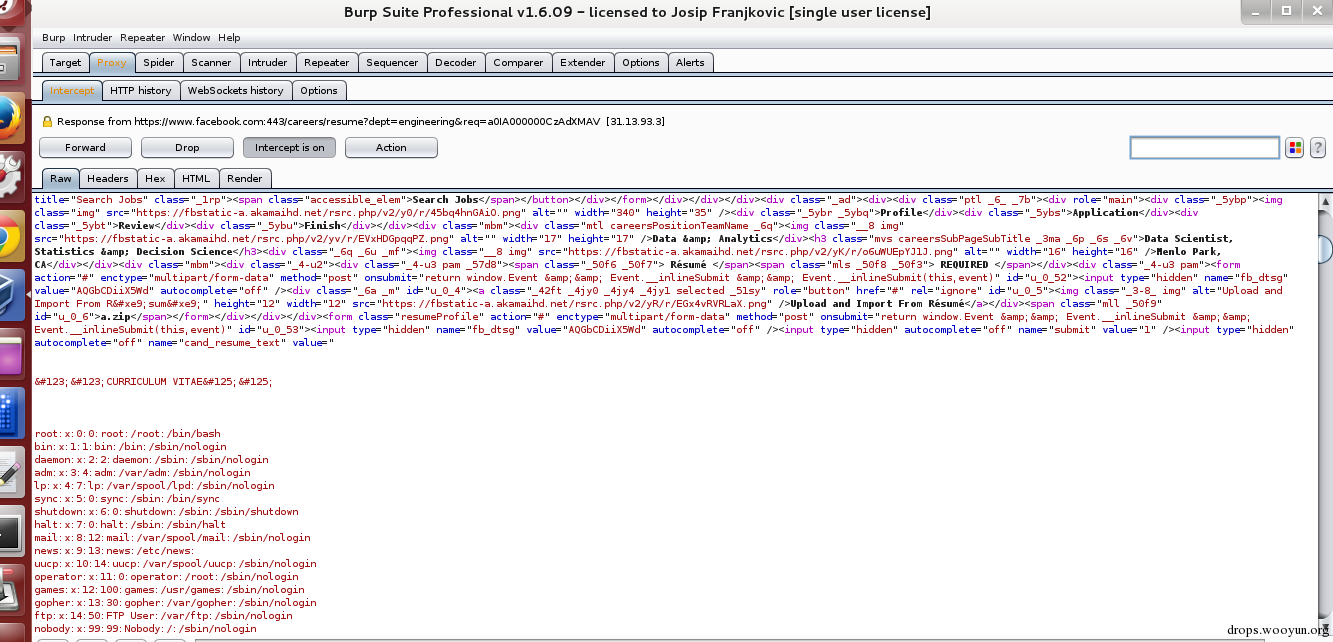 Burp Suite Professional v1.6.09 - licensed to Josip Franjkovic [single user license]
Burp Intruder Repeater Window Help
Target Proxy Spider Scanner Intruder Repeater Sequencer Decoder Comparer Extender Options Alerts
Intercept HTTP history WebSockets history Options
Response from https://www.facebook.com:443/careers/resume?dept=engineering&req=a0IA000000CzAdXMAV [31.13.93.3]
Forward Drop Intercept is on Action
?
Raw Headers Hex HTML Render
title="Search Jobs" class="_1rp"><span class="accessible_elem">Search Jobs</span></button></div></form></div></div></div><div class="_ad"><div><div class="ptl _6_ _7b"><div role="main"><div class="_5ybp"><img
class="img" src="https://fbstatic-a.akamaihd.net/rsrc.php/v2/y0/r/45bq4hnGAiO.png" alt="" width="340" height="35" /><div class="_5ybr _5ybq">Profile</div><div class="_5ybs">Application</div><div
class="_5ybt">Review</div><div class="_5ybu">Finish</div></div><div class="mbm"><div class="mtl careersPositionTeamName _6q"><img class="__8 img"
src="https://fbstatic-a.akamaihd.net/rsrc.php/v2/yv/r/EVxHDGpqqPZ.png" alt="" width="17" height="17" />Data &amp; Analytics</div><h3 class="mvs careersSubPageSubTitle _3ma _6p _6s _6v">Data Scientist,
Statistics &amp; Decision Science</h3><div class="_6q _6u _mf"><img class="__8 img" src="https://fbstatic-a.akamaihd.net/rsrc.php/v2/yK/r/o6uWUEpYJ1J.png" alt="" width="16" height="16" />Menlo Park,
CA</div></div><div class="mbm"><div class="_4-u2"><div class="_4-u3 pam _57d8"><span class="_50f6 _50f7"> Résumé </span><span class="mls _50f8 _50f3"> REQUIRED </span></div><div class="_4-u3 pam"><form
action="#" enctype="multipart/form-data" method="post" onsubmit="return window.Event &amp;&amp; Event.__inlineSubmit &amp;&amp; Event.__inlineSubmit(this,event)" id="u_0_52"><input type="hidden" name="fb_dtsg"
value="AQGbCDiiX5Wd" autocomplete="off" /><div id="u_0_4"><a class="_42ft _4jy0 _4jy4 _4jy1 selected _51sy" role="button" href="#" rel="ignore" id="u_0_5"><img class="_3-8_ img" alt="Upload and
Import From R&#xe9;sum&#xe9;" height="12" width="12" src="https://fbstatic-a.akamaihd.net/rsrc.php/v2/yR/r/EGx4vRVRLaX.png" />Upload and Import From Résumé</a></div><span class="mll _50f9"
id="u_0_6">a.zip</span></form></div></div></div><form class="resumeProfile" action="#" enctype="multipart/form-data" method="post" onsubmit="return window.Event &amp;&amp; Event.__inlineSubmit &amp;&amp;
Event.__inlineSubmit(this,event)" id="u_0_53"><input type="hidden" name="fb_dtsg" value="AQGbCDiiX5Wd" autocomplete="off" /><input type="hidden" autocomplete="off" name="submit" value="1" /><input type="hidden"
autocomplete="off" name="cand_resume_text" value="
&#123;&#123;CURRICULUM VITAE&#125;&#125;
root:x:0:0:root:/root:/bin/bash
bin:x:1:1:bin:/bin:/sbin/nologin
daemon:x:2:2:daemon:/sbin:/sbin/nologin
adm:x:3:4:adm:/var/adm:/sbin/nologin
lp:x:4:7:lp:/var/spool/lpd:/sbin/nologin
sync:x:5:0:sync:/sbin:/bin/sync
shutdown:x:6:0:shutdown:/sbin:/sbin/shutdown
halt:x:7:0:halt:/sbin:/sbin/halt
mail:x:8:12:mail:/var/spool/mail:/sbin/nologin
news:x:9:13:news:/etc/news:
uucp:x:10:14:uucp:/var/spool/uucp:/sbin/nologin
operator:x:11:0:operator:/root:/sbin/nologin
games:x:12:100:games:/usr/games:/sbin/nologin
gopher:x:13:30:gopher:/var/gopher:/sbin/nologin
ftp:x:14:50:FTP User:/var/ftp:/sbin/nologin
nobody:x:99:99:Nobody:/:/sbin/nologin
drops.wooyun.org